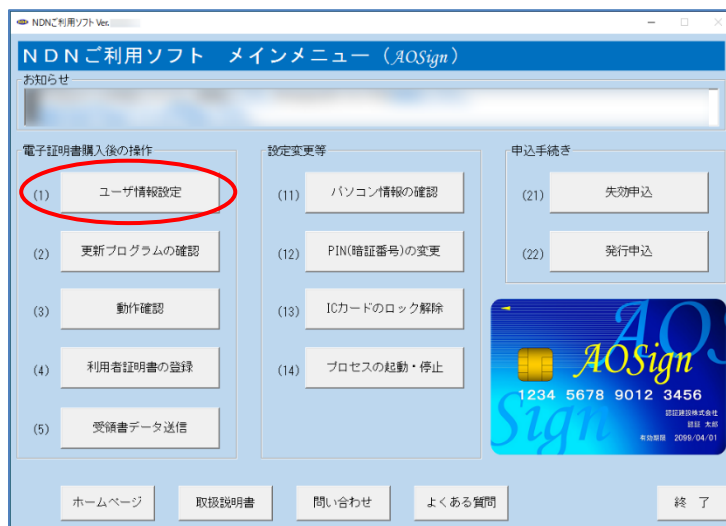 NDNご利用ソフト Ver.
NDNご利用ソフト メインメニュー（AOSign）
お知らせ
電子証明書購入後の操作
(1) ユーザ情報設定
(2) 更新プログラムの確認
(3) 動作確認
(4) 利用者証明書の登録
(5) 受領書データ送信
設定変更等
(11) パソコン情報の確認
(12) PIN(暗証番号)の変更
(13) ICカードのロック解除
(14) プロセスの起動・停止
申込手続き
(21) 失効申込
(22) 発行申込
AOS
AOSign
1234 5678 9012 3456
Sign
認証建設株式会社
認証 太郎
有効期限 2099/04/01
ホームページ
取扱説明書
問い合わせ
よくある質問
終 了